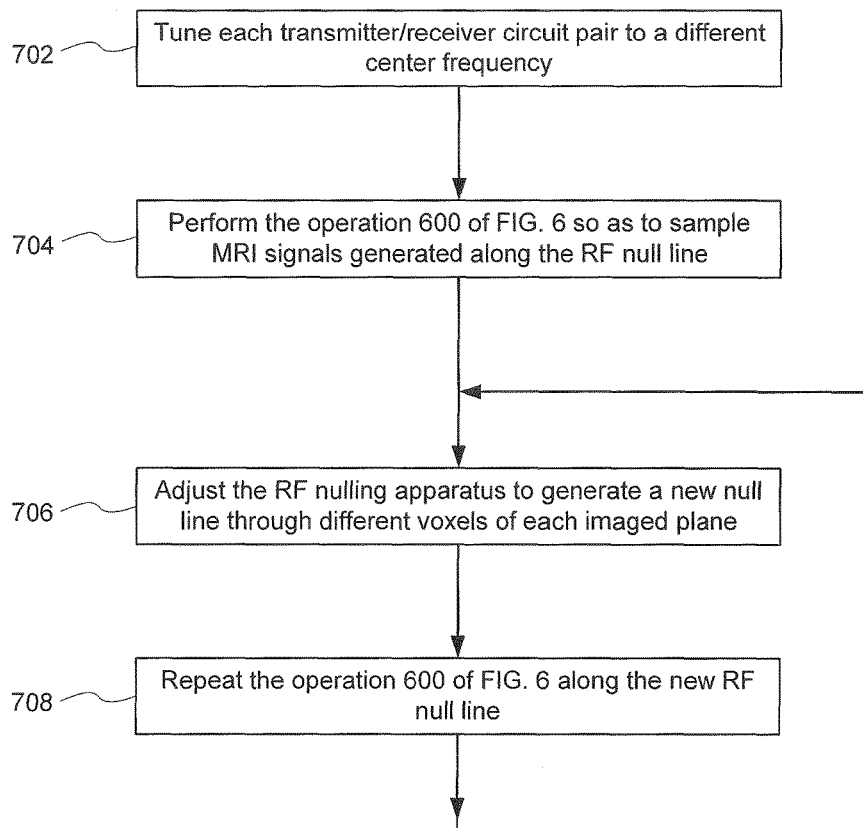 702
Tune each transmitter/receiver circuit pair to a different
center frequency
704
Perform the operation 600 of FIG. 6 so as to sample
MRI signals generated along the RF null line
706
Adjust the RF nulling apparatus to generate a new null
line through different voxels of each imaged plane
708
Repeat the operation 600 of FIG. 6 along the new RF
null line